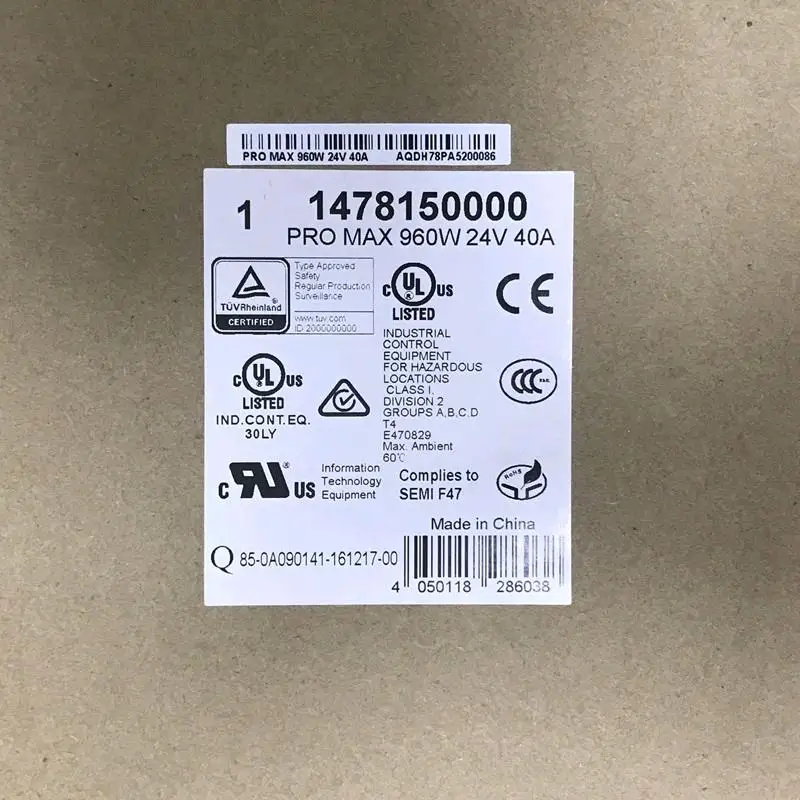 PRO MAX 960W 24V 40A AQDH78PA5200086
1 1478150000
PRO MAX 960W 24V 40A
TÜVRheinland®
CERTIFIED
Type Approved
Safety
Regular Production
Surveillance
www.tuv.com
ID 2000000000
c UL US
LISTED
CE
INDUSTRIAL
CONTROL
EQUIPMENT
FOR HAZARDOUS
LOCATIONS
CLASS I,
DIVISION 2
GROUPS A,B,C,D
T4
E470829
Max. Ambient
60℃
c UL US
LISTED
IND.CONT.EQ.
30LY
CCC
c RU® US
Information
Technology
Equipment
Complies to
SEMI F47
RoHS
Made in China
Q 85-0A090141-161217-00
4 050118 286038